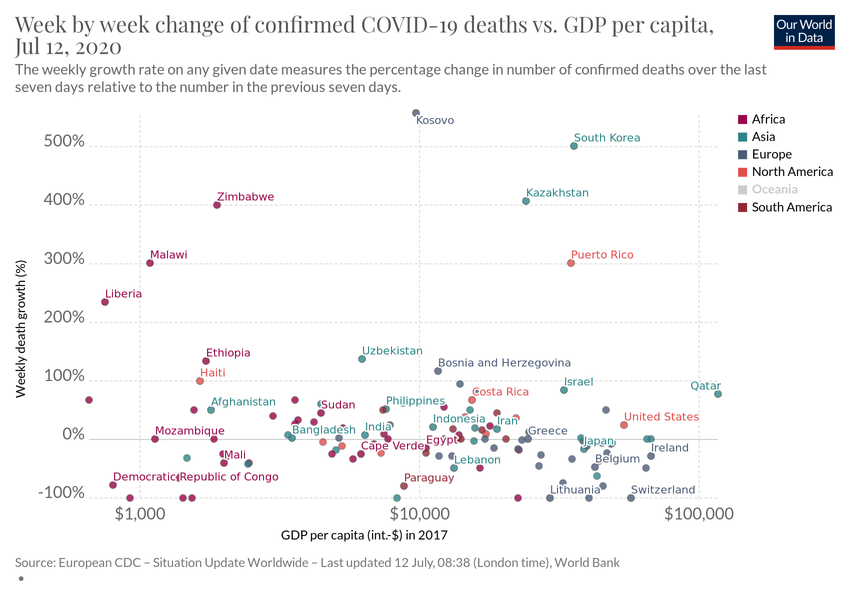 Week by week change of confirmed COVID-19 deaths vs. GDP per capita,
Jul 12, 2020
Our World
in Data
The weekly growth rate on any given date measures the percentage change in number of confirmed deaths over the last
seven days relative to the number in the previous seven days.
Kosovo
Africa
Asia
Europe
North America
Oceania
South America
500%
South Korea
400%
Zimbabwe
Kazakhstan
300%
Malawi
Puerto Rico
Liberia
200%
Ethiopia
Uzbekistan
Bosnia and Herzegovina
100%
Haiti
Israel
Qatar
Costa Rica
Afghanistan
Philippines
Sudan
United States
Indonesia
Iran
0%
Mozambique
Bangladesh
India
Greece
Egypt
Japan
Cape Verde
Mali
Lebanon
Belgium
Ireland
Democratic Republic of Congo
Paraguay
-100%
Lithuania
Switzerland
$1,000
$10,000
$100,000
Weekly death growth (%)
GDP per capita (int.-$) in 2017
Source: European CDC – Situation Update Worldwide – Last updated 12 July, 08:38 (London time), World Bank